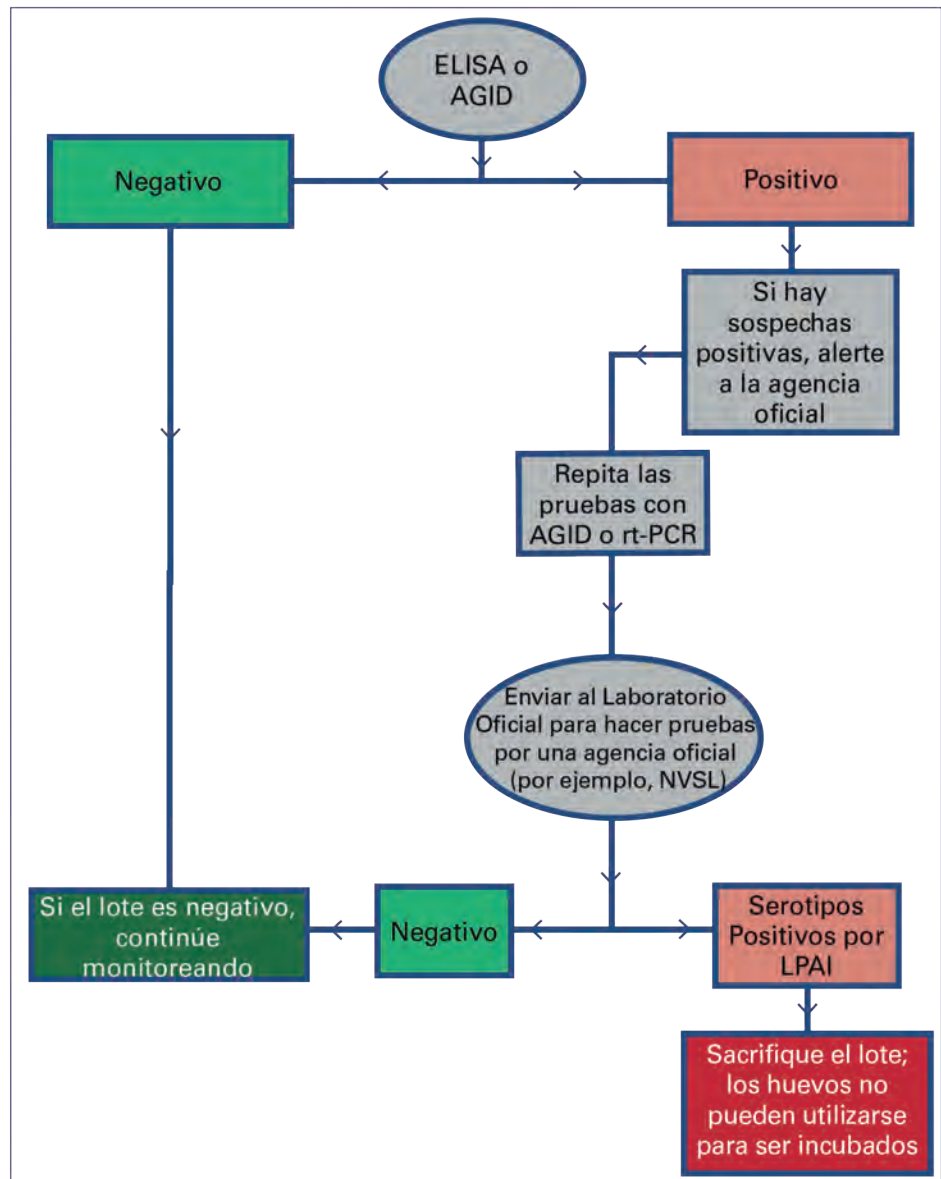 ELISA o
AGID
Negativo
Positivo
Si hay
sospechas
positivas, alerte
a la agencia
oficial
Repita las
pruebas con
AGID o rt-PCR
Enviar al Laboratorio
Oficial para hacer pruebas
por una agencia oficial
(por ejemplo, NVSL)
Si el lote es negativo,
continúe
monitoreando
Negativo
Serotipos
Positivos por
LPAI
Sacrifique el lote;
los huevos no
pueden utilizarse
para ser incubados